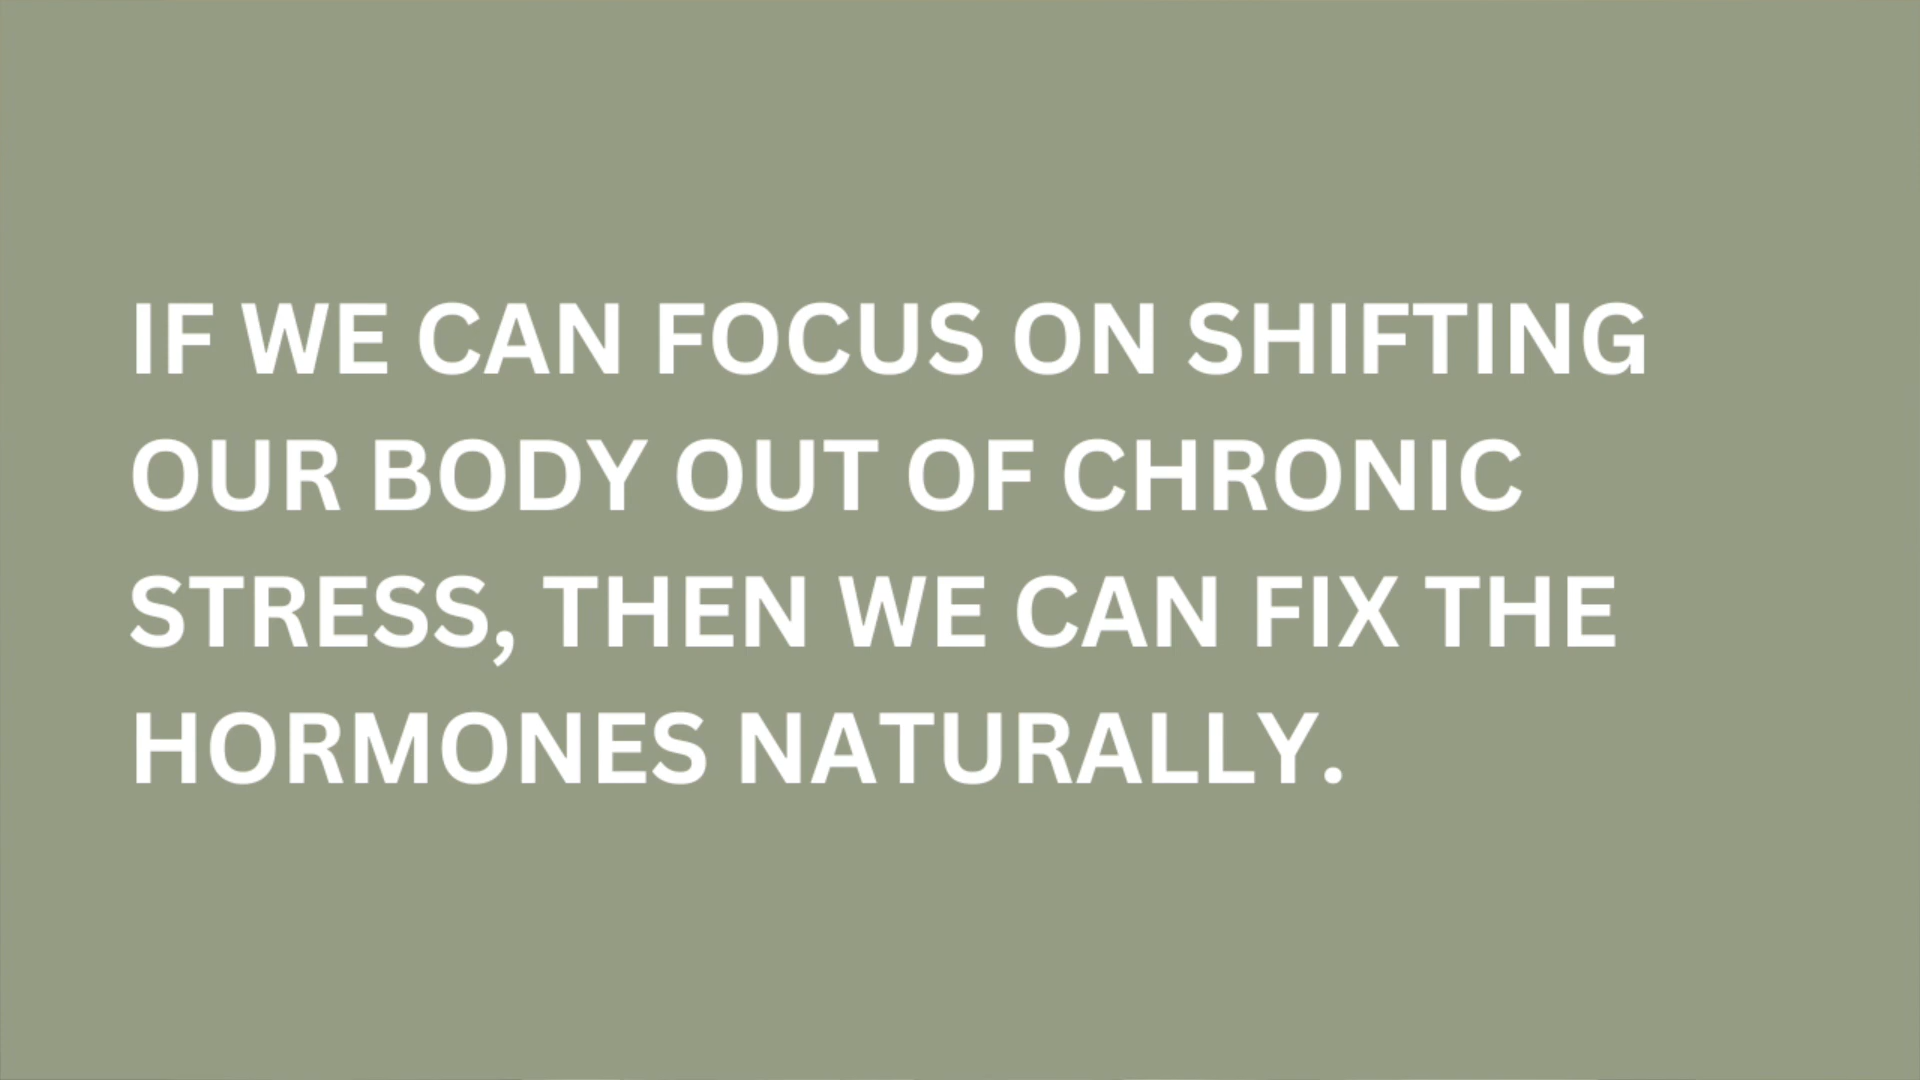 IF WE CAN FOCUS ON SHIFTING
OUR BODY OUT OF CHRONIC
STRESS, THEN WE CAN FIX THE
HORMONES NATURALLY.